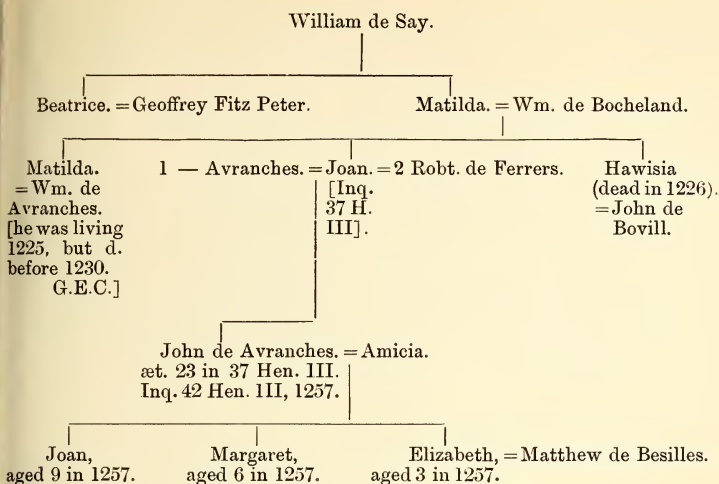 William de Say.
Beatrice. = Geoffrey Fitz Peter. Matilda. = Wm. de Bocheland.
Matilda.
= Wm. de
Avranches.
[he was living
1225, but d.
before 1230.
G.E.C.]
1 — Avranches. = Joan. = 2 Robt. de Ferrers.
[Inq.
37 H.
III].
Hawisia
(dead in 1226).
= John de
Bovill.
John de Avranches. = Amicia.
æt. 23 in 37 Hen. III.
Inq. 42 Hen. III, 1257.
Joan,
aged 9 in 1257.
Margaret,
aged 6 in 1257.
Elizabeth, = Matthew de Besilles.
aged 3 in 1257.